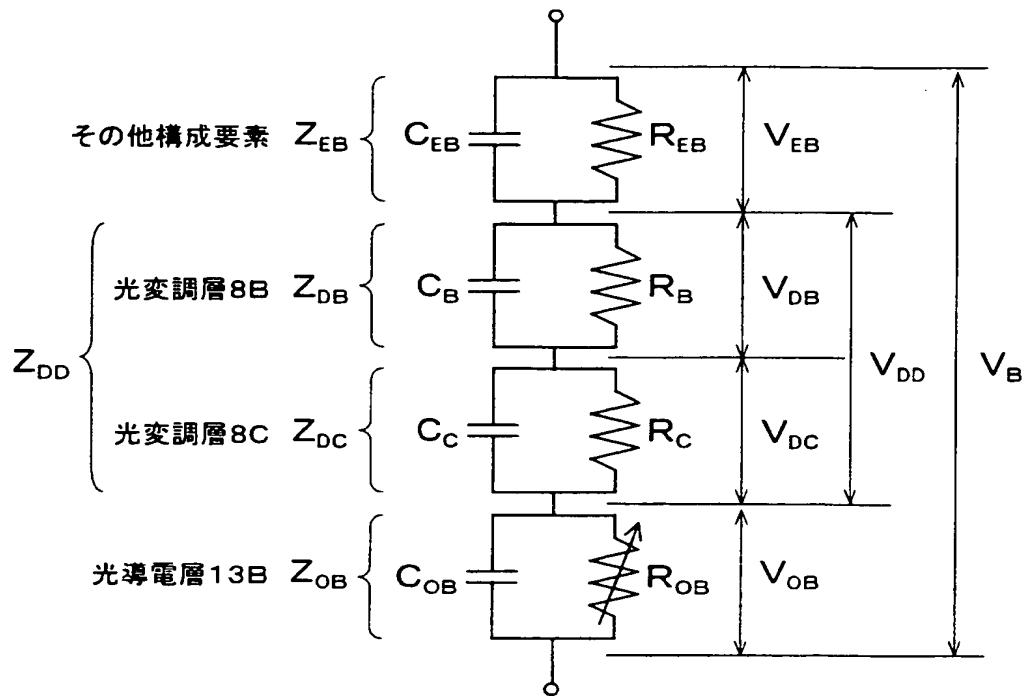 その他構成要素 Z_EB C_EB R_EB V_EB
光変調層8B Z_DB C_B R_B V_DB
Z_DD V_DD V_B
光変調層8C Z_DC C_C R_C V_DC
光導電層13B Z_OB C_OB R_OB V_OB